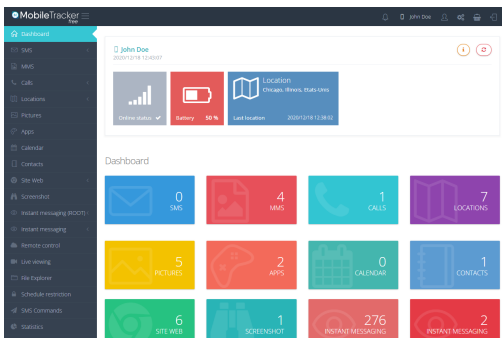 MobileTracker
free
John Doe
Dashboard
SMS
MMS
Calls
Locations
Pictures
Apps
Calendar
Contacts
Site Web
Screenshot
Instant messaging (ROOT)
Instant messaging
Remote control
Live viewing
File Explorer
Schedule restriction
SMS Commands
Statistics
John Doe
2020/12/18 12:43:07
Online status
Battery 50 %
Location
Chicago, Illinois, Etats-Unis
Last location 2020/12/18 12:38:02
Dashboard
0
SMS
4
MMS
1
CALLS
7
LOCATIONS
5
PICTURES
2
APPS
0
CALENDAR
1
CONTACTS
6
SITE WEB
1
SCREENSHOT
276
INSTANT MESSAGING
2
INSTANT MESSAGING